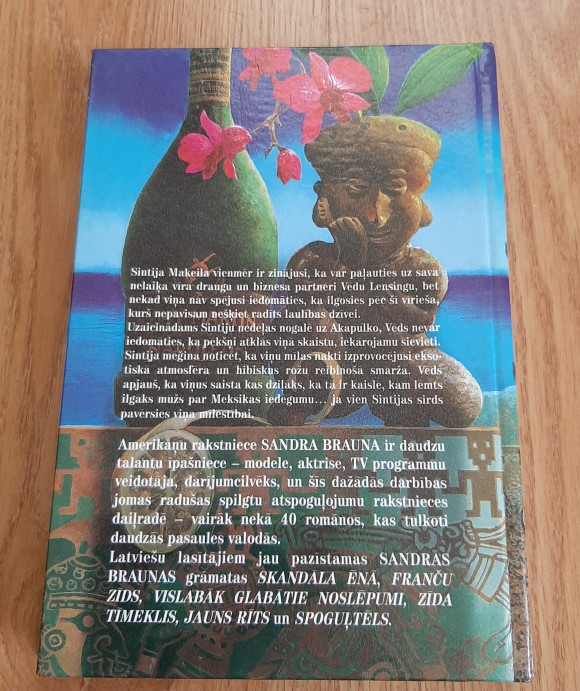 Sintija Makeila vienmēr ir zinājusi, ka var paļauties uz sava
nelaiķa vīra draugu un biznesa partneri Vedu Lensingu, bet
nekad viņa nav spējusi iedomāties, ka ilgosies pēc šī vīrieša,
kurš nepavisam nešķiet radīts laulības dzīvei.
Uzaicinādams Sintiju nedēļas nogalē uz Akapulko, Veds nevar
iedomāties, ka pēkšņi atklās viņā skaistu, iekārojamu sievieti.
Sintija mēģina noticēt, ka viņu mīlas nakti izprovocējusi ekso-
tiskā atmosfēra un hibiskus rožu reibinošā smarža. Veds
apjauš, ka viņus saista kas dziļāks, ka tā ir kaisle, kam lemts
ilgāks mūžs par Meksikas iedegumu... ja vien Sintijas sirds
pavērsies viņa mīlestībai.
Amerikāņu rakstniece SANDRA BRAUNA ir daudzu
talantu īpašniece – modele, aktrise, TV programmu
veidotāja, darījumcilvēks, un šīs dažādās darbības
jomas radušas spilgtu atspoguļojumu rakstnieces
daiļradē – vairāk nekā 40 romānos, kas tulkoti
daudzās pasaules valodās.
Latviešu lasītājiem jau pazīstamas SANDRAS
BRAUNAS grāmatas SKANDĀLA ĒNĀ, FRANČU
ZĪDS, VISLABĀK GLABĀTIE NOSLĒPUMI, ZĪDA
TĪMEKLIS, JAUNS RĪTS un SPOGUĻTĒLS.